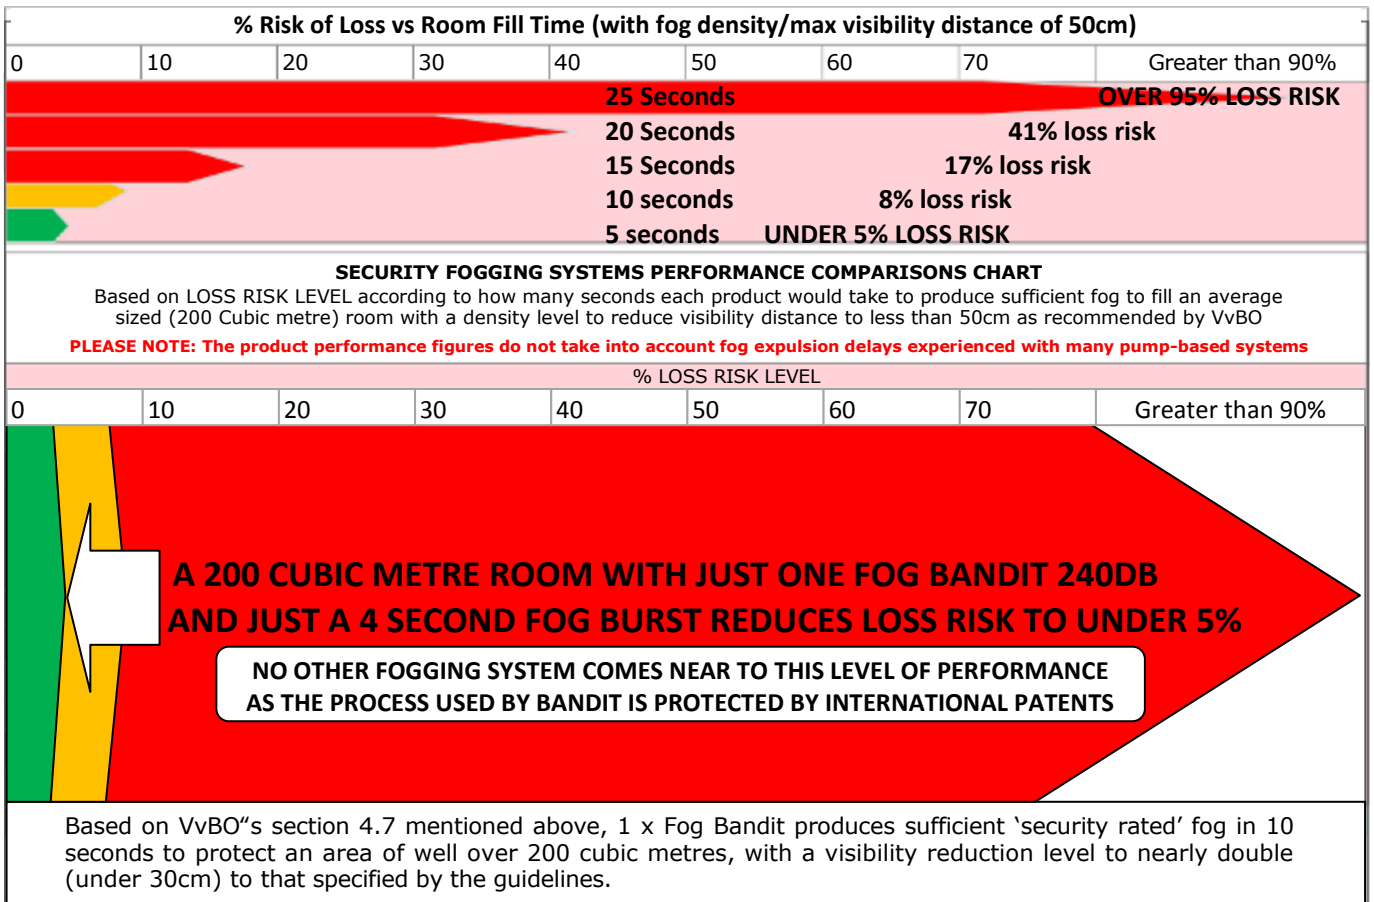 % Risk of Loss vs Room Fill Time (with fog density/max visibility distance of 50cm)
0 10 20 30 40 50 60 70 Greater than 90%
25 Seconds OVER 95% LOSS RISK
20 Seconds 41% loss risk
15 Seconds 17% loss risk
10 seconds 8% loss risk
5 seconds UNDER 5% LOSS RISK
SECURITY FOGGING SYSTEMS PERFORMANCE COMPARISONS CHART
Based on LOSS RISK LEVEL according to how many seconds each product would take to produce sufficient fog to fill an average
sized (200 Cubic metre) room with a density level to reduce visibility distance to less than 50cm as recommended by VvBO
PLEASE NOTE: The product performance figures do not take into account fog expulsion delays experienced with many pump-based systems
% LOSS RISK LEVEL
0 10 20 30 40 50 60 70 Greater than 90%
A 200 CUBIC METRE ROOM WITH JUST ONE FOG BANDIT 240DB
AND JUST A 4 SECOND FOG BURST REDUCES LOSS RISK TO UNDER 5%
NO OTHER FOGGING SYSTEM COMES NEAR TO THIS LEVEL OF PERFORMANCE
AS THE PROCESS USED BY BANDIT IS PROTECTED BY INTERNATIONAL PATENTS
Based on VvBO“s section 4.7 mentioned above, 1 x Fog Bandit produces sufficient ‘security rated’ fog in 10
seconds to protect an area of well over 200 cubic metres, with a visibility reduction level to nearly double
(under 30cm) to that specified by the guidelines.